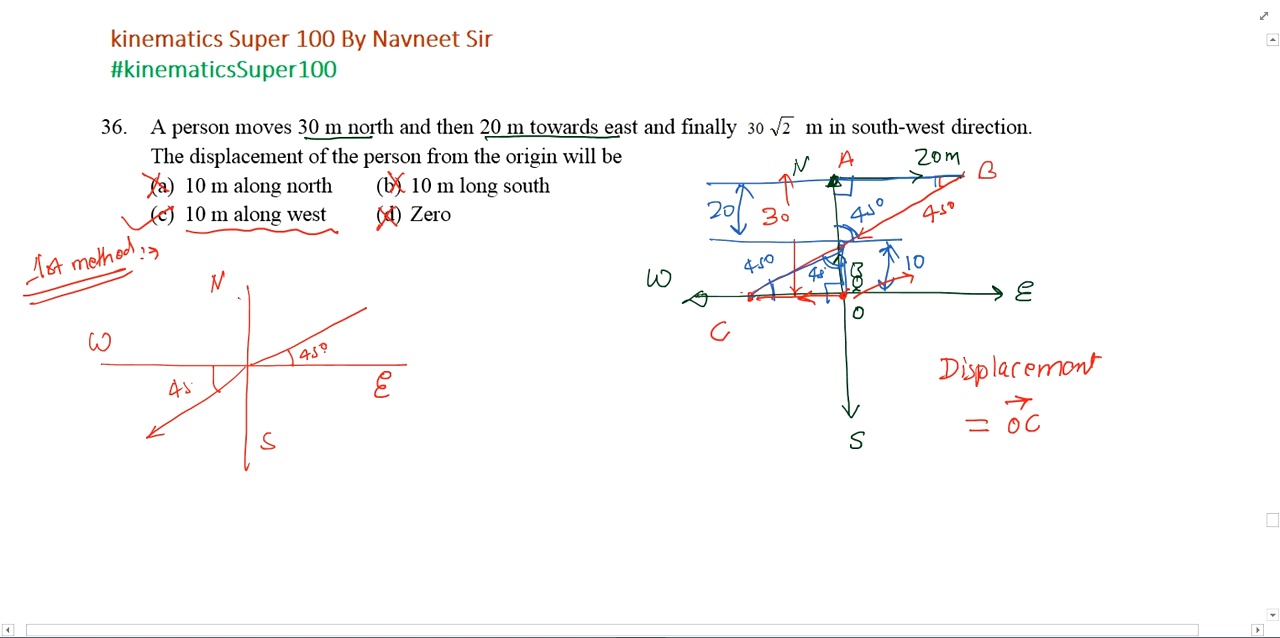 kinematics Super 100 By Navneet Sir
#kinematicsSuper100
36. A person moves 30 m north and then 20 m towards east and finally 30 √2 m in south-west direction.
The displacement of the person from the origin will be
(a) 10 m along north (b) 10 m long south
(c) 10 m along west (d) Zero
1st method :→
N
W
45°
45
E
S
N A 20m B
20 30 45° 45°
45° 45 10
W E
C O
S
Displacement
= OC